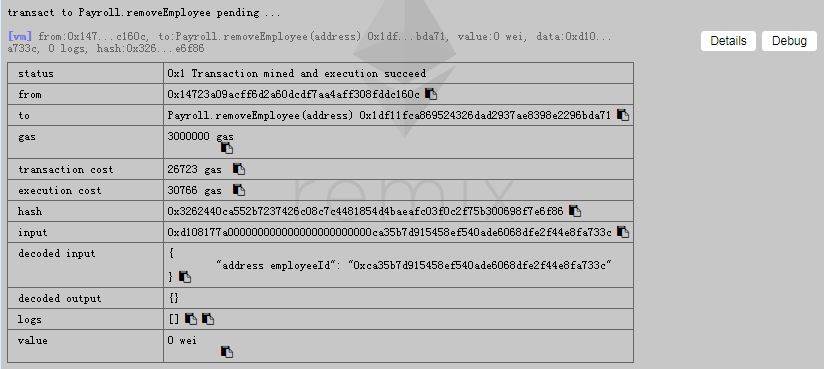 transact to Payroll.removeEmployee pending ...
[vm] from:0x147...c160c, to:Payroll.removeEmployee(address) 0x1df...bda71, value:0 wei, data:0xd10...
a733c, 0 logs, hash:0x326...e6f86
Details
Debug
status 0x1 Transaction mined and execution succeed
from 0x14723a09acff6d2a60dcdf7aa4aff308fddc160c
to Payroll.removeEmployee(address) 0x1df11fca869524326dad2937ae8398e2296bda71
gas 3000000 gas
transaction cost 26723 gas
execution cost 30766 gas
hash 0x3262440ca552b7237426c08c7c4481854d4baeafc03f0c2f75b300698f7e6f86
input 0xd108177a000000000000000000000000ca35b7d915458ef540ade6068dfe2f44e8fa733c
decoded input {
"address employeeId": "0xca35b7d915458ef540ade6068dfe2f44e8fa733c"
}
decoded output {}
logs []
value 0 wei
remix